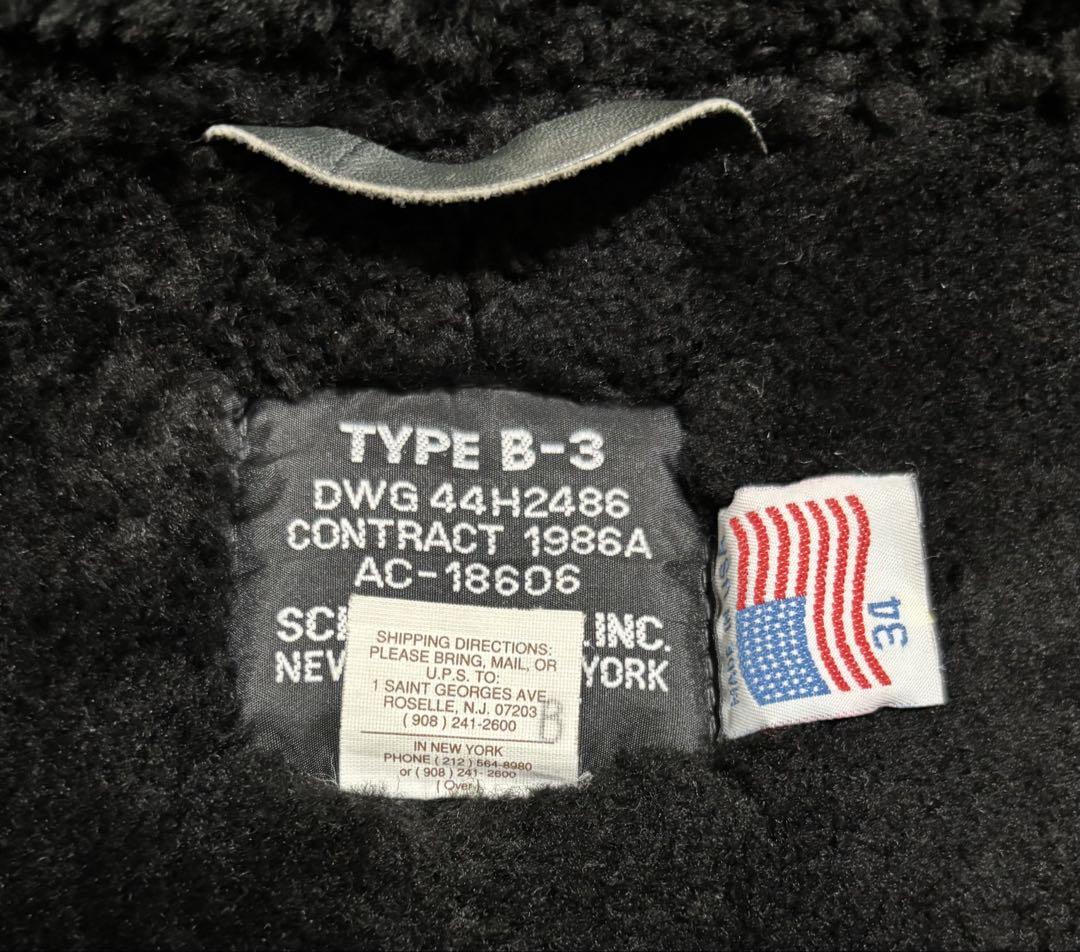 TYPE B-3
DWG 44H2486
CONTRACT 1986A
AC-18606
INC.
NEW YORK
SHIPPING DIRECTIONS:
PLEASE BRING, MAIL, OR
U.P.S. TO:
1 SAINT GEORGES AVE.
ROSELLE, N.J. 07203
( 908 ) 241-2600
B
IN NEW YORK
PHONE ( 212 ) 564-8980
or ( 908 ) 241- 2600
( Over )
34